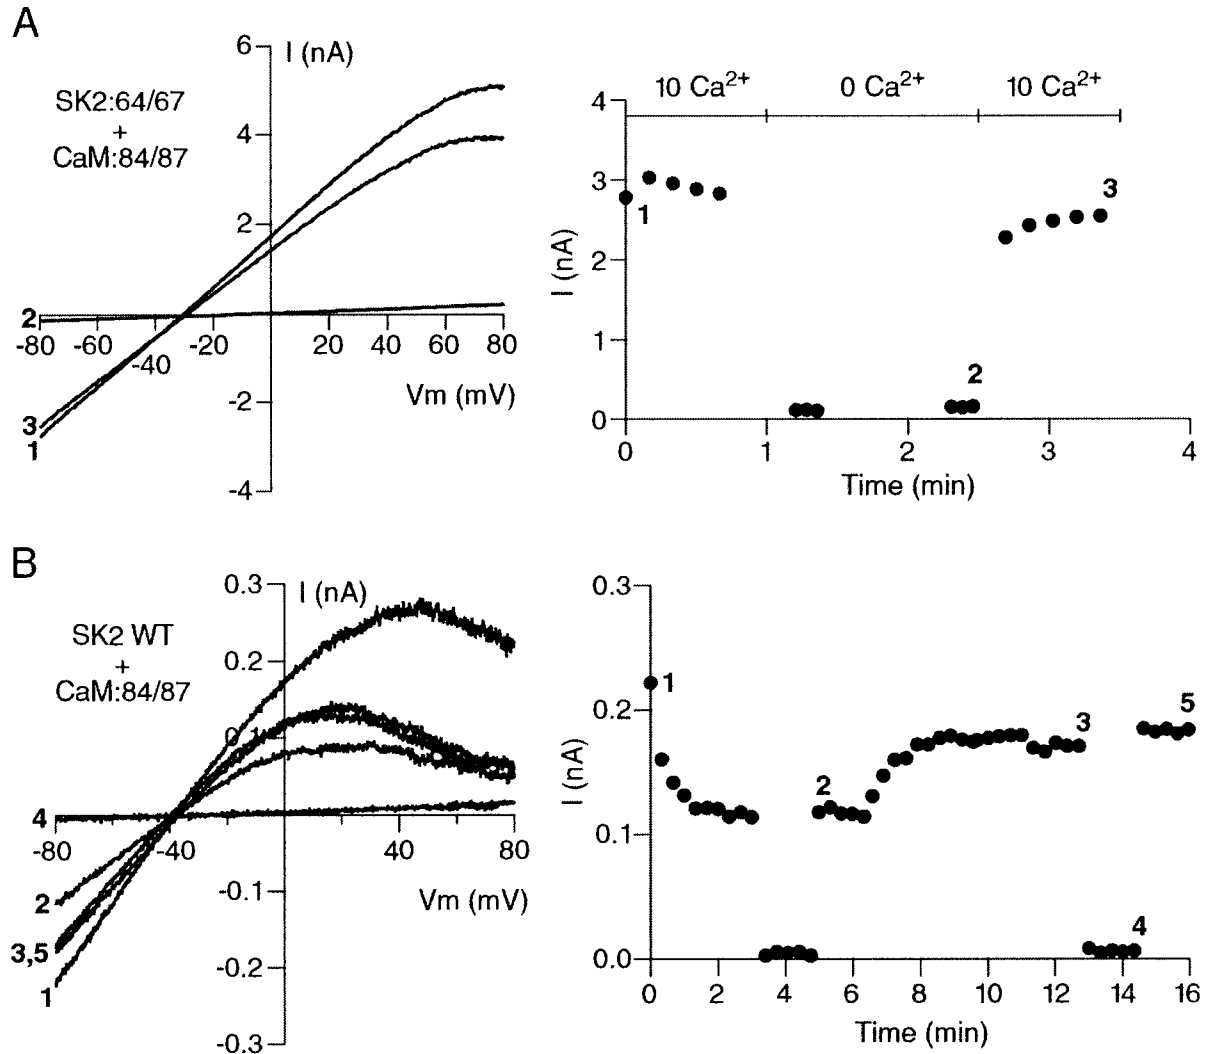 A
SK2:64/67
+
CaM:84/87
I (nA)
6
4
2
-2
-4
2
-80 -60 -40 -20 20 40 60 80
Vm (mV)
3
1
10 Ca2+ 0 Ca2+ 10 Ca2+
I (nA)
4
3
2
1
0
1
2
3
0 1 2 3 4
Time (min)
B
SK2 WT
+
CaM:84/87
I (nA)
0.3
0.2
0.1
-0.1
-0.2
-0.3
4
-80 -40 40 80
Vm (mV)
2
3,5
1
I (nA)
0.3
0.2
0.1
0.0
1
2
3
4
5
0 2 4 6 8 10 12 14 16
Time (min)